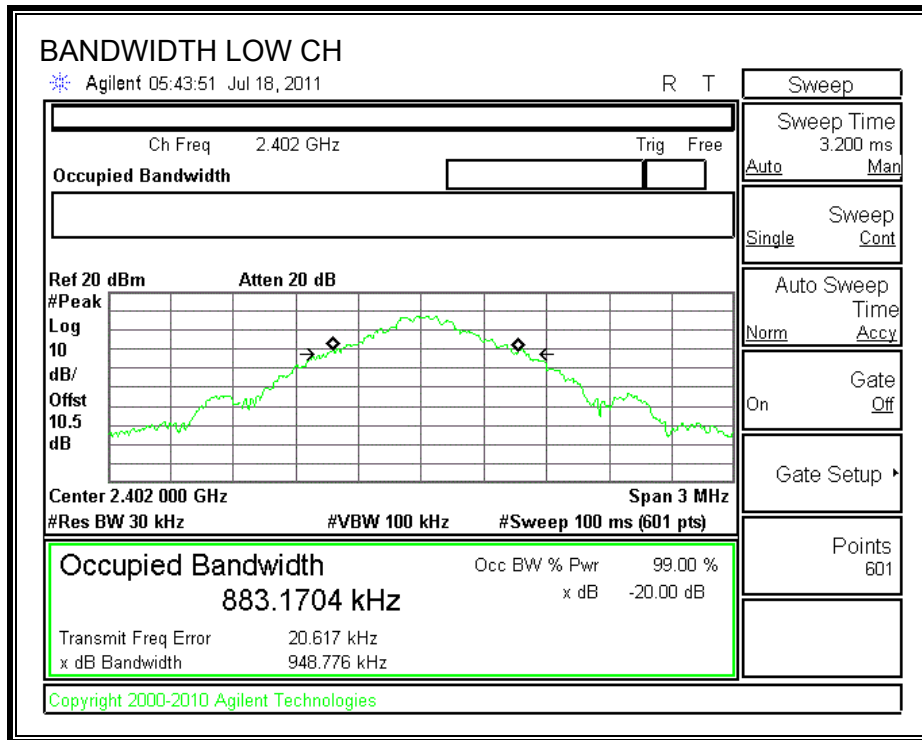 BANDWIDTH LOW CH
Agilent 05:43:51 Jul 18, 2011 R T
Ch Freq 2.402 GHz Trig Free
Occupied Bandwidth
Ref 20 dBm Atten 20 dB
#Peak
Log
10
dB/
Offst
10.5
dB
Center 2.402 000 GHz Span 3 MHz
#Res BW 30 kHz #VBW 100 kHz #Sweep 100 ms (601 pts)
Occupied Bandwidth Occ BW % Pwr 99.00 %
883.1704 kHz x dB -20.00 dB
Transmit Freq Error 20.617 kHz
x dB Bandwidth 948.776 kHz
Copyright 2000-2010 Agilent Technologies
Sweep
Sweep Time
3.200 ms
Auto Man
Sweep
Single Cont
Auto Sweep
Time
Norm Accy
Gate
On Off
Gate Setup
Points
601